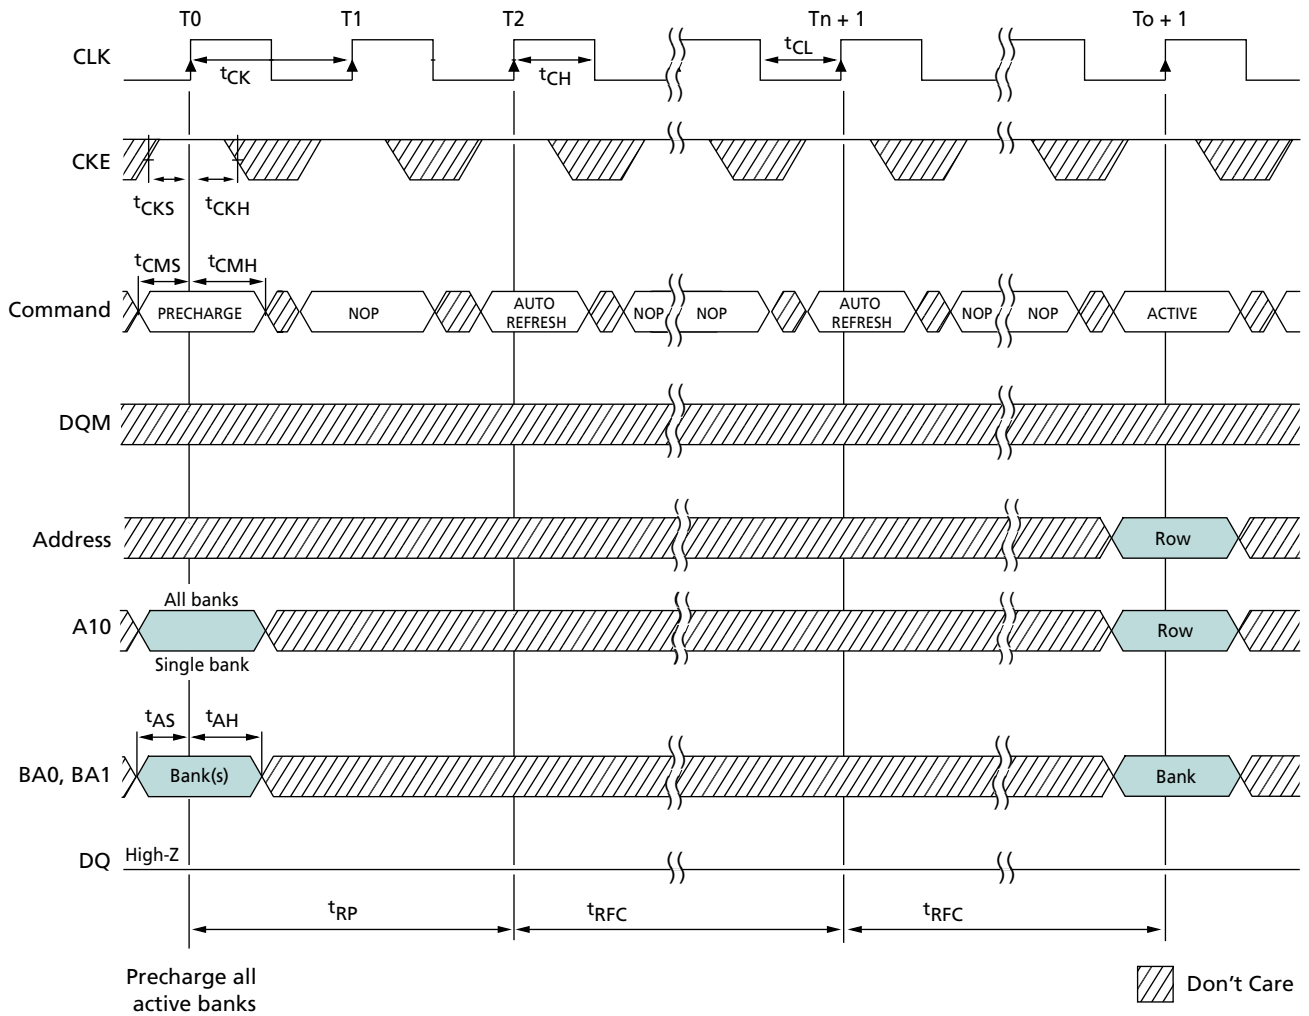 T0 T1 T2 Tn + 1 To + 1
CLK
tCK tCH tCL
CKE
tCKS tCKH
tCMS tCMH
Command PRECHARGE NOP AUTO REFRESH NOP NOP AUTO REFRESH NOP NOP ACTIVE
DQM
Address Row
All banks
A10 Row
Single bank
tAS tAH
BA0, BA1 Bank(s) Bank
DQ High-Z
tRP tRFC tRFC
Precharge all
active banks
Don't Care